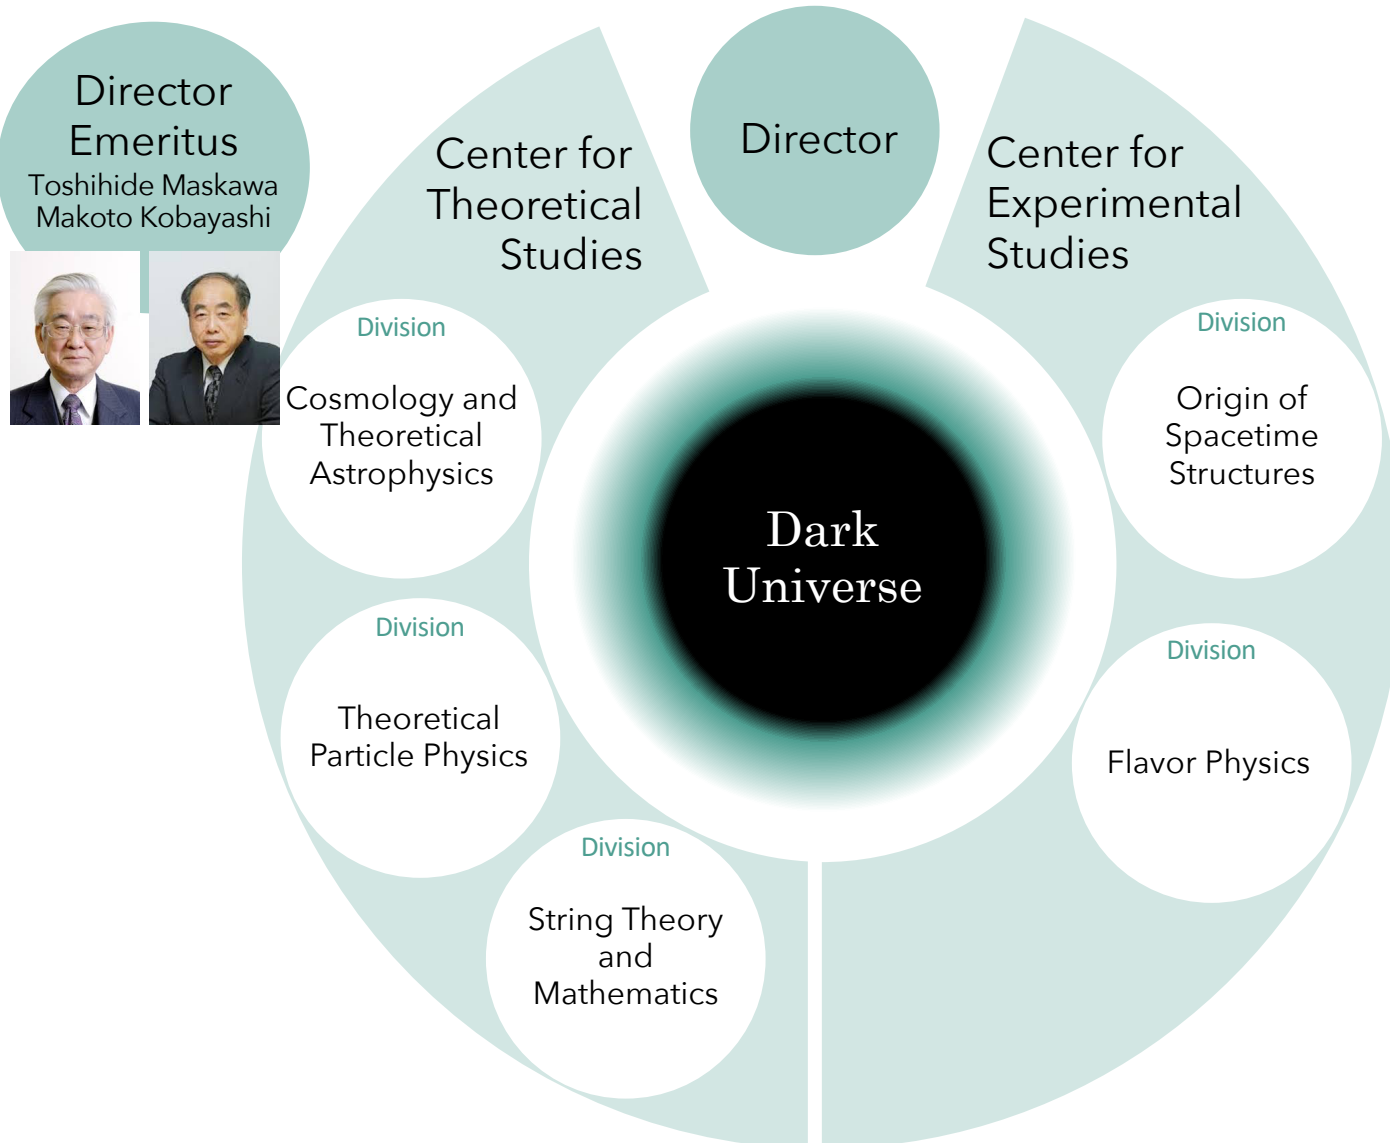 Director
Emeritus
Toshihide Maskawa
Makoto Kobayashi
Center for
Theoretical
Studies
Director
Center for
Experimental
Studies
Division
Cosmology and
Theoretical
Astrophysics
Division
Origin of
Spacetime
Structures
Dark
Universe
Division
Theoretical
Particle Physics
Division
Flavor Physics
Division
String Theory
and
Mathematics